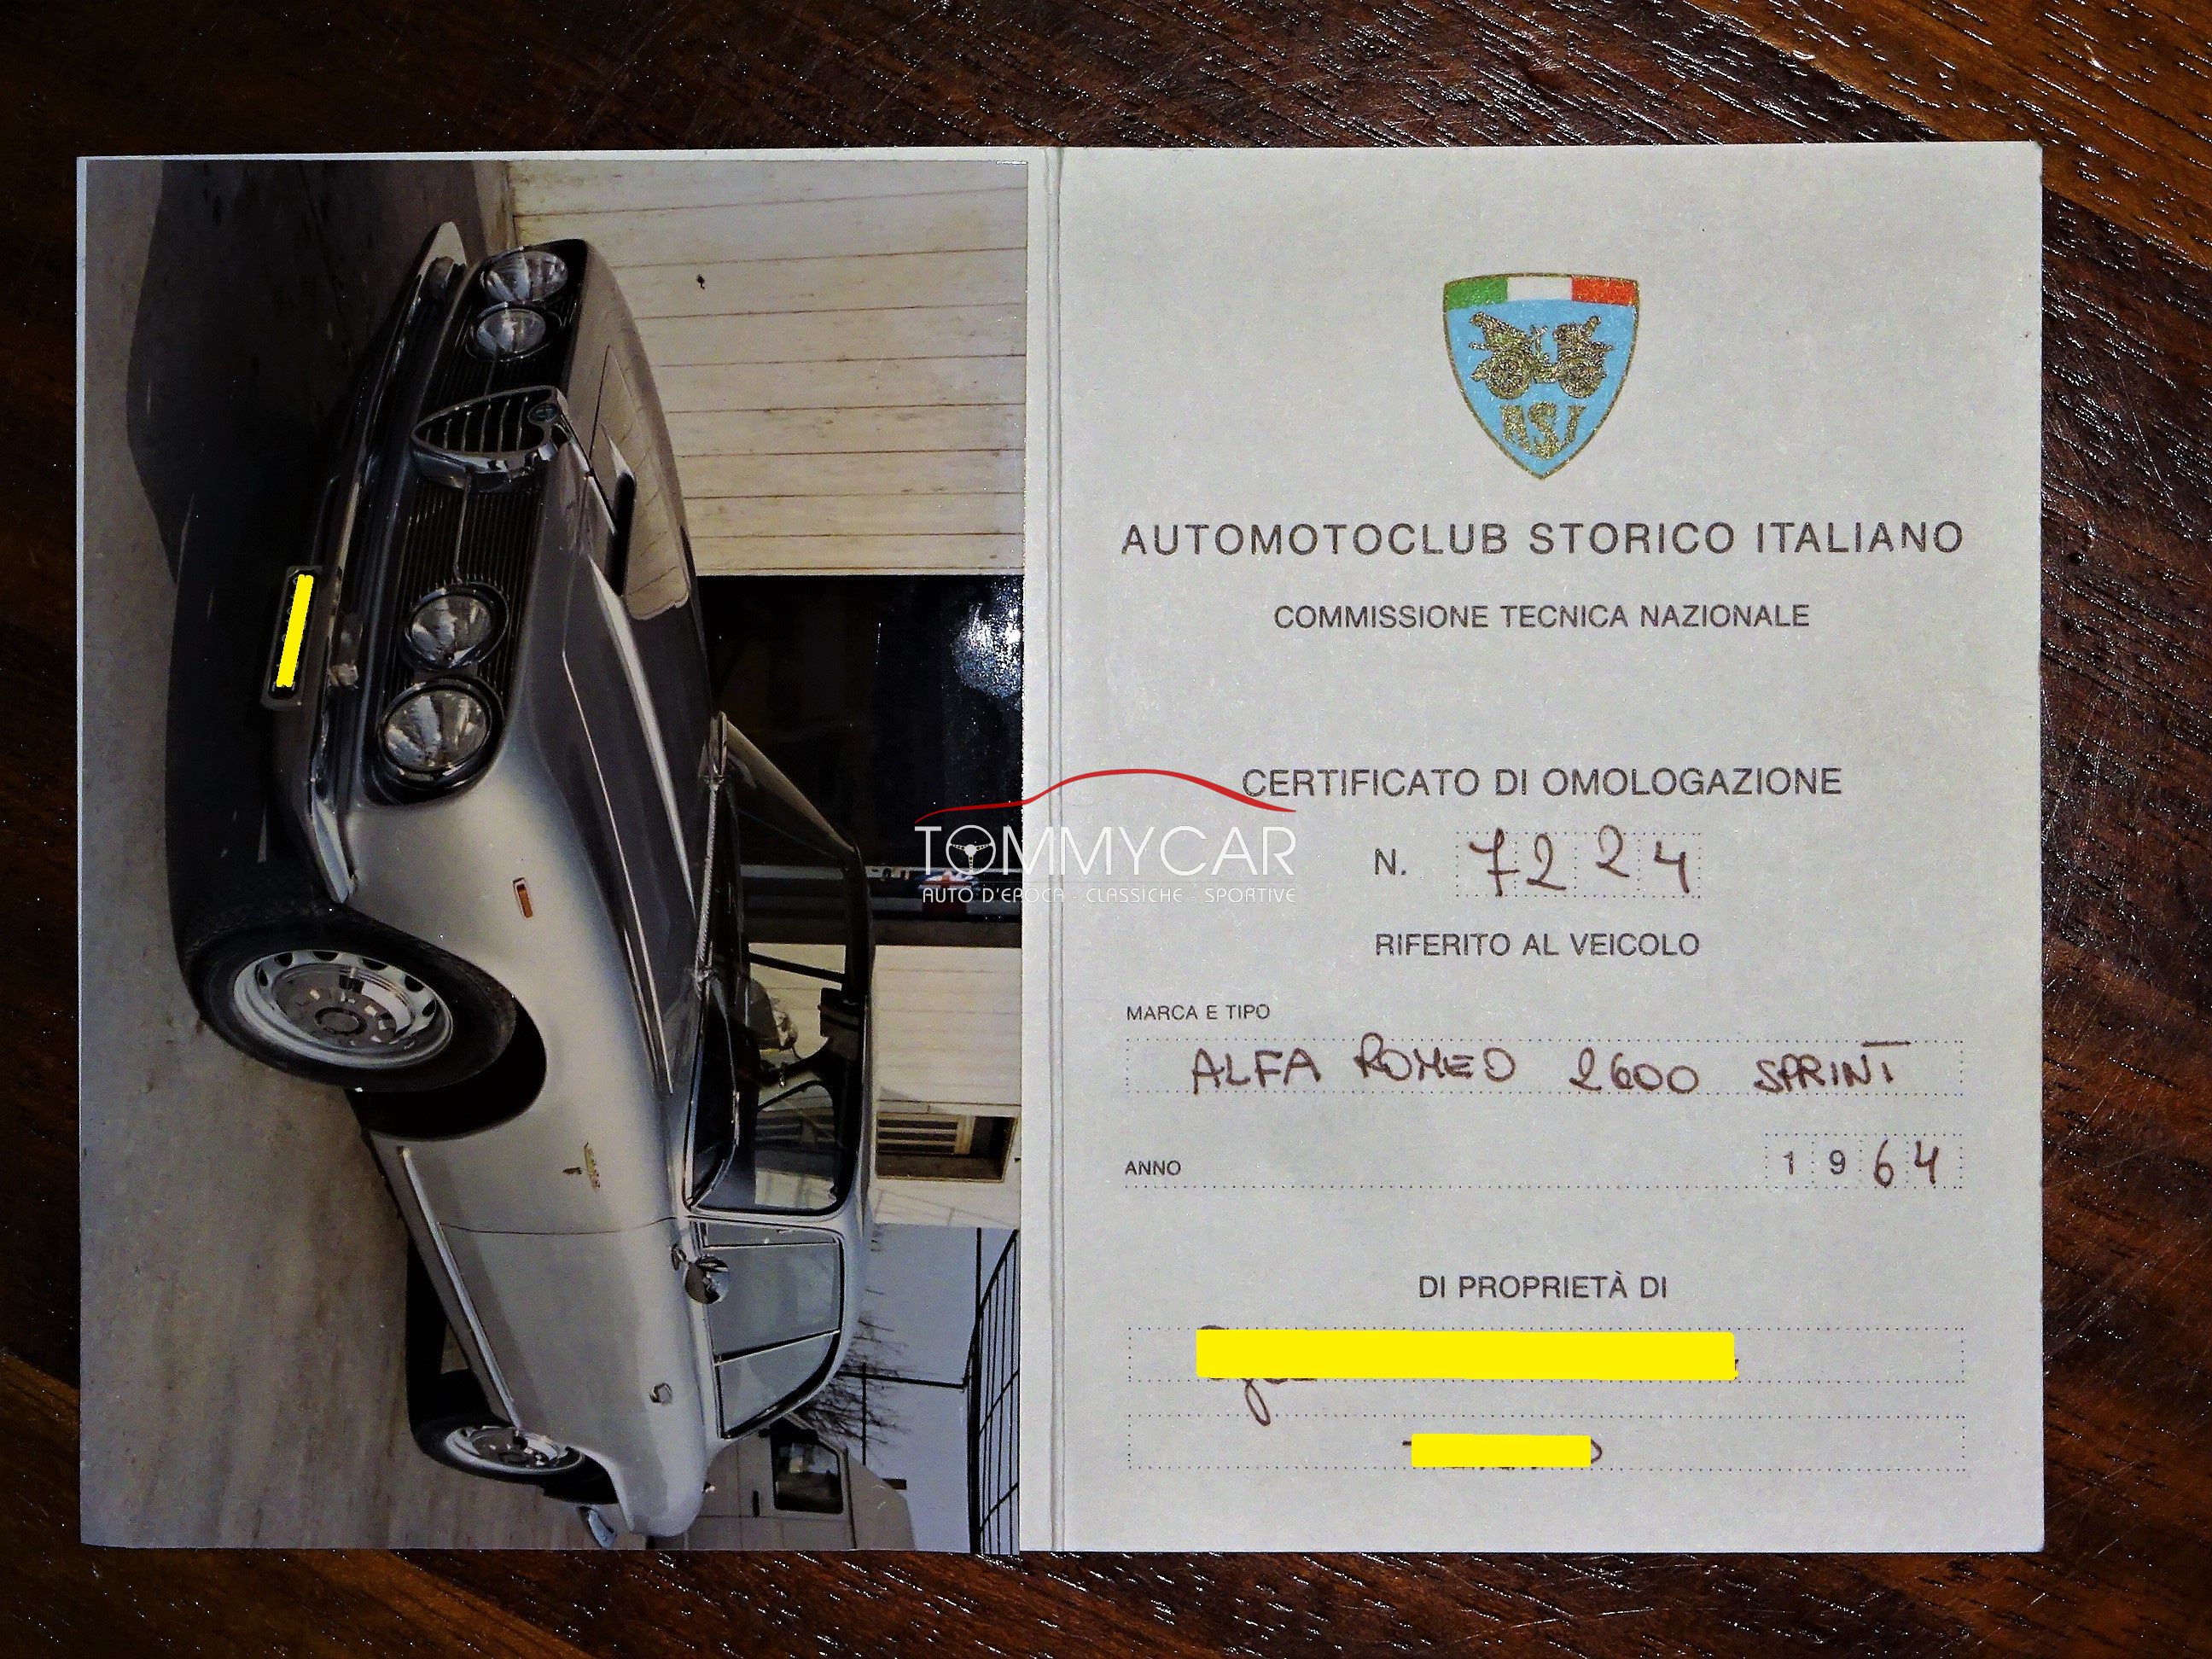 ASI
AUTOMOTOCLUB STORICO ITALIANO
COMMISSIONE TECNICA NAZIONALE
CERTIFICATO DI OMOLOGAZIONE
TOMMYCAR
AUTO D'EPOCA - CLASSICHE - SPORTIVE
N. 7224
RIFERITO AL VEICOLO
MARCA E TIPO
ALFA ROMEO 2600 SPRINT
ANNO 1964
DI PROPRIETÀ DI